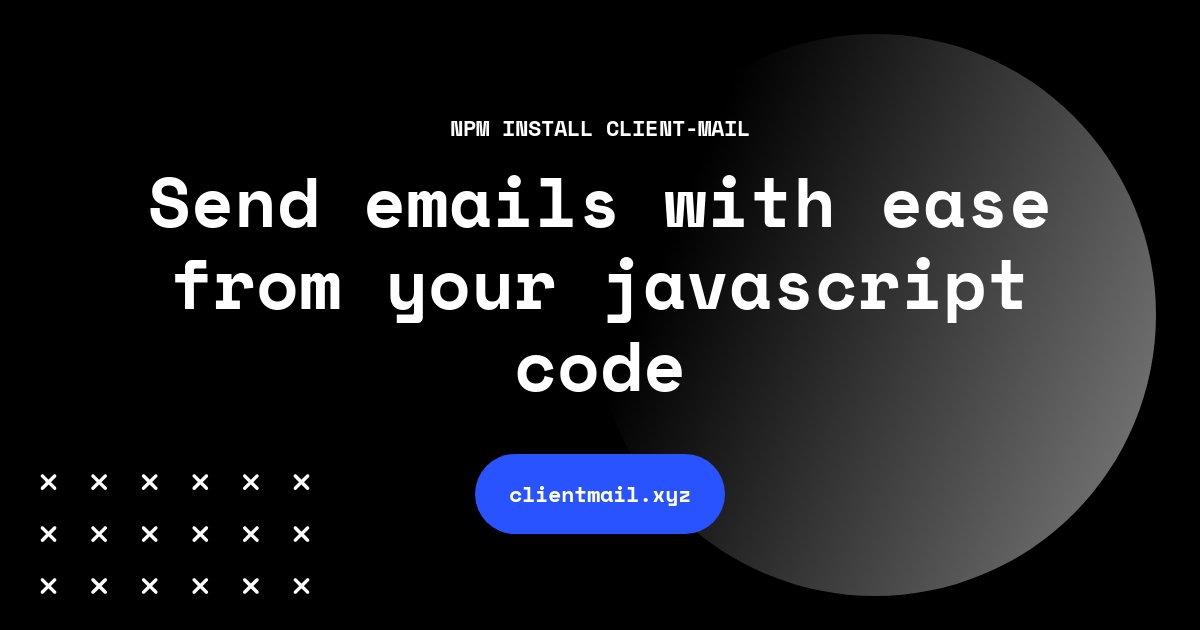 NPM INSTALL CLIENT-MAIL
Send emails with ease
from your javascript
code
clientmail.xyz